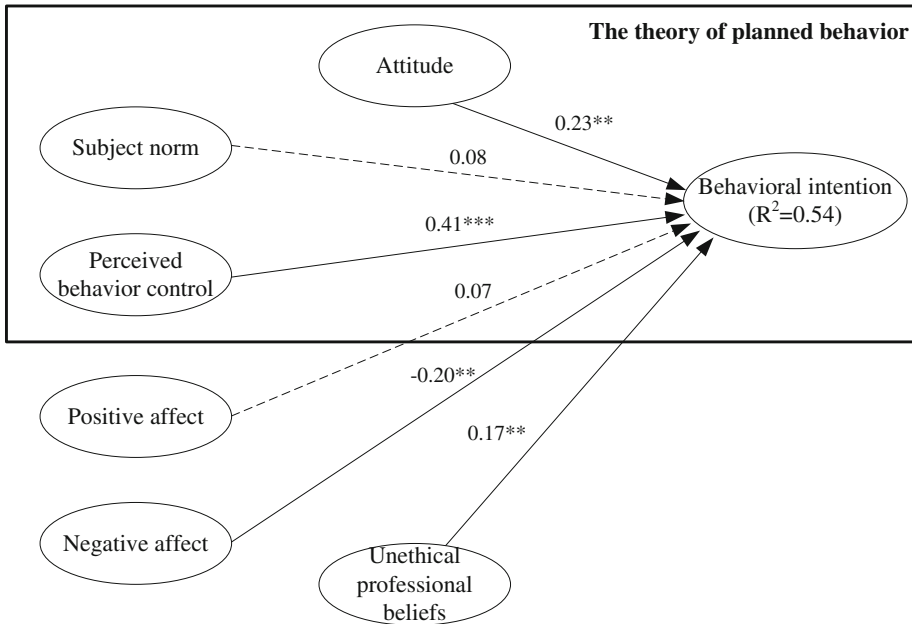 The theory of planned behavior
Attitude
0.23**
Subject norm
0.08
Behavioral intention
(R²=0.54)
0.41***
Perceived
behavior control
0.07
-0.20**
Positive affect
0.17**
Negative affect
Unethical
professional
beliefs